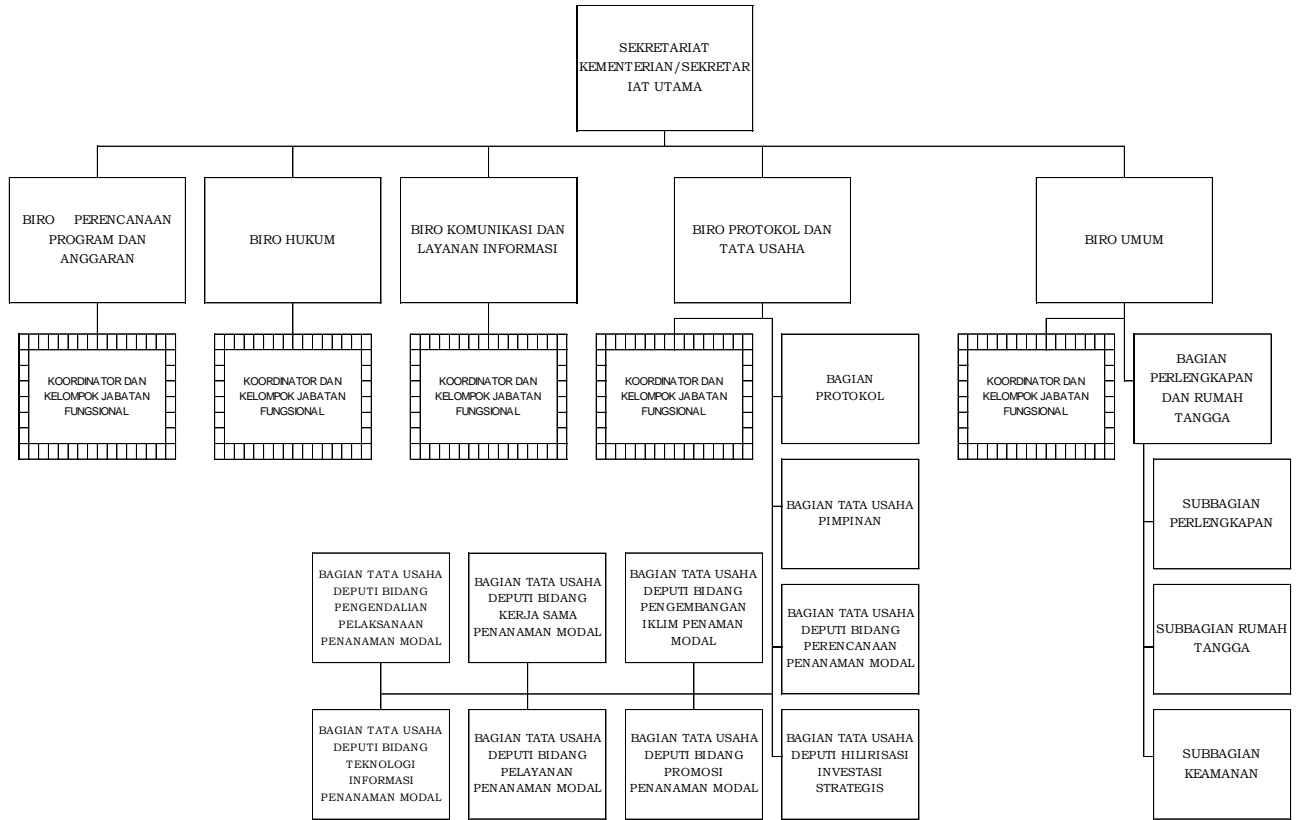 SEKRETARIAT
KEMENTERIAN/SEKRETAR
IAT UTAMA
BIRO PERENCANAAN
PROGRAM DAN
ANGGARAN
BIRO HUKUM
BIRO KOMUNIKASI DAN
LAYANAN INFORMASI
BIRO PROTOKOL DAN
TATA USAHA
BIRO UMUM
KOORDINATOR DAN
KELOMPOK JABATAN
FUNGSIONAL
KOORDINATOR DAN
KELOMPOK JABATAN
FUNGSIONAL
KOORDINATOR DAN
KELOMPOK JABATAN
FUNGSIONAL
KOORDINATOR DAN
KELOMPOK JABATAN
FUNGSIONAL
BAGIAN
PROTOKOL
KOORDINATOR DAN
KELOMPOK JABATAN
FUNGSIONAL
BAGIAN
PERLENGKAPAN
DAN RUMAH
TANGGA
BAGIAN TATA USAHA
PIMPINAN
SUBBAGIAN
PERLENGKAPAN
BAGIAN TATA USAHA
DEPUTI BIDANG
PENGENDALIAN
PELAKSANAAN
PENANAMAN MODAL
BAGIAN TATA USAHA
DEPUTI BIDANG
KERJA SAMA
PENANAMAN MODAL
BAGIAN TATA USAHA
DEPUTI BIDANG
PENGEMBANGAN
IKLIM PENAMAN
MODAL
BAGIAN TATA USAHA
DEPUTI BIDANG
PERENCANAAN
PENANAMAN MODAL
SUBBAGIAN RUMAH
TANGGA
BAGIAN TATA USAHA
DEPUTI BIDANG
TEKNOLOGI
INFORMASI
PENANAMAN MODAL
BAGIAN TATA USAHA
DEPUTI BIDANG
PELAYANAN
PENANAMAN MODAL
BAGIAN TATA USAHA
DEPUTI BIDANG
PROMOSI
PENANAMAN MODAL
BAGIAN TATA USAHA
DEPUTI HILIRISASI
INVESTASI
STRATEGIS
SUBBAGIAN
KEAMANAN